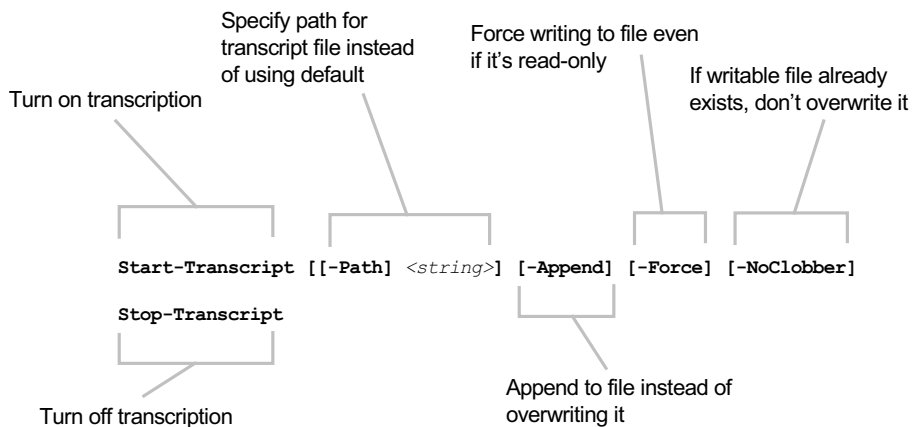 Specify path for
transcript file instead
of using default
Force writing to file even
if it's read-only
If writable file already
exists, don't overwrite it
Turn on transcription
Start-Transcript [[-Path] <string>] [-Append] [-Force] [-NoClobber]
Stop-Transcript
Append to file instead of
overwriting it
Turn off transcription